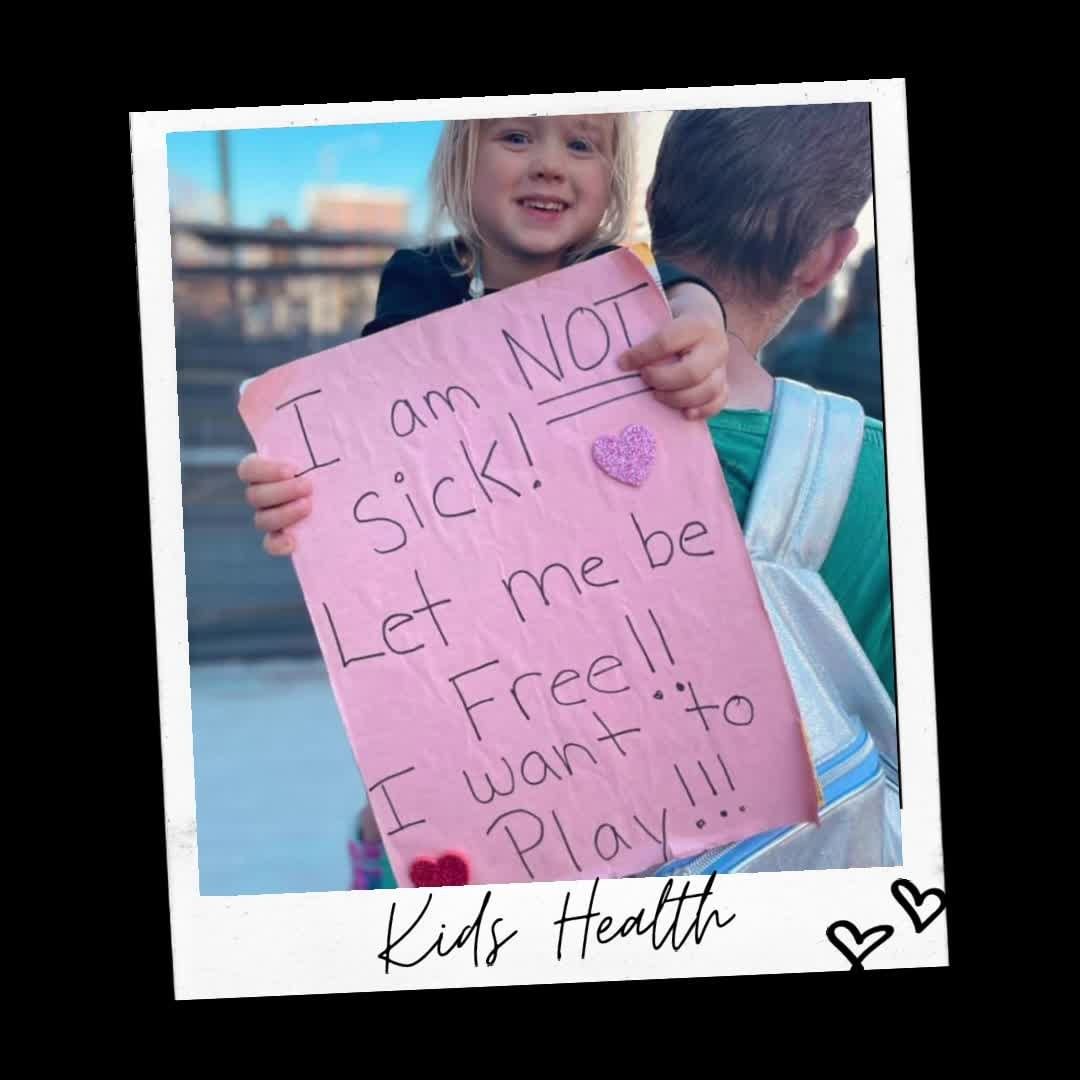 I am NOT
Sick!
Let me be
Free!!
I want to
Play!!!
Kids Health